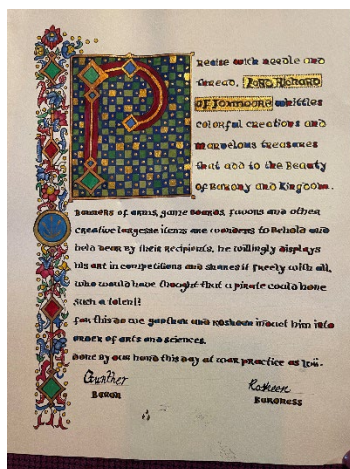 Precise with needle and
thread, Lord Richard
of Foxmoore whittles
colorful creations and
marvelous treasures
that add to the Beauty
of Barony and Kingdom.
Banners of arms, game boards, favors and other
creative largesse items are wonders to Behold and
held dear By their recipients. he willingly displays
his art in competitions and shares it freely with all.
who would have thought that a pirate could hone
such a talent?
for this do we Gunther and induct him into
order of arts and sciences.
done By our hand this day at war practice as
Gunther
Baron
Baroness